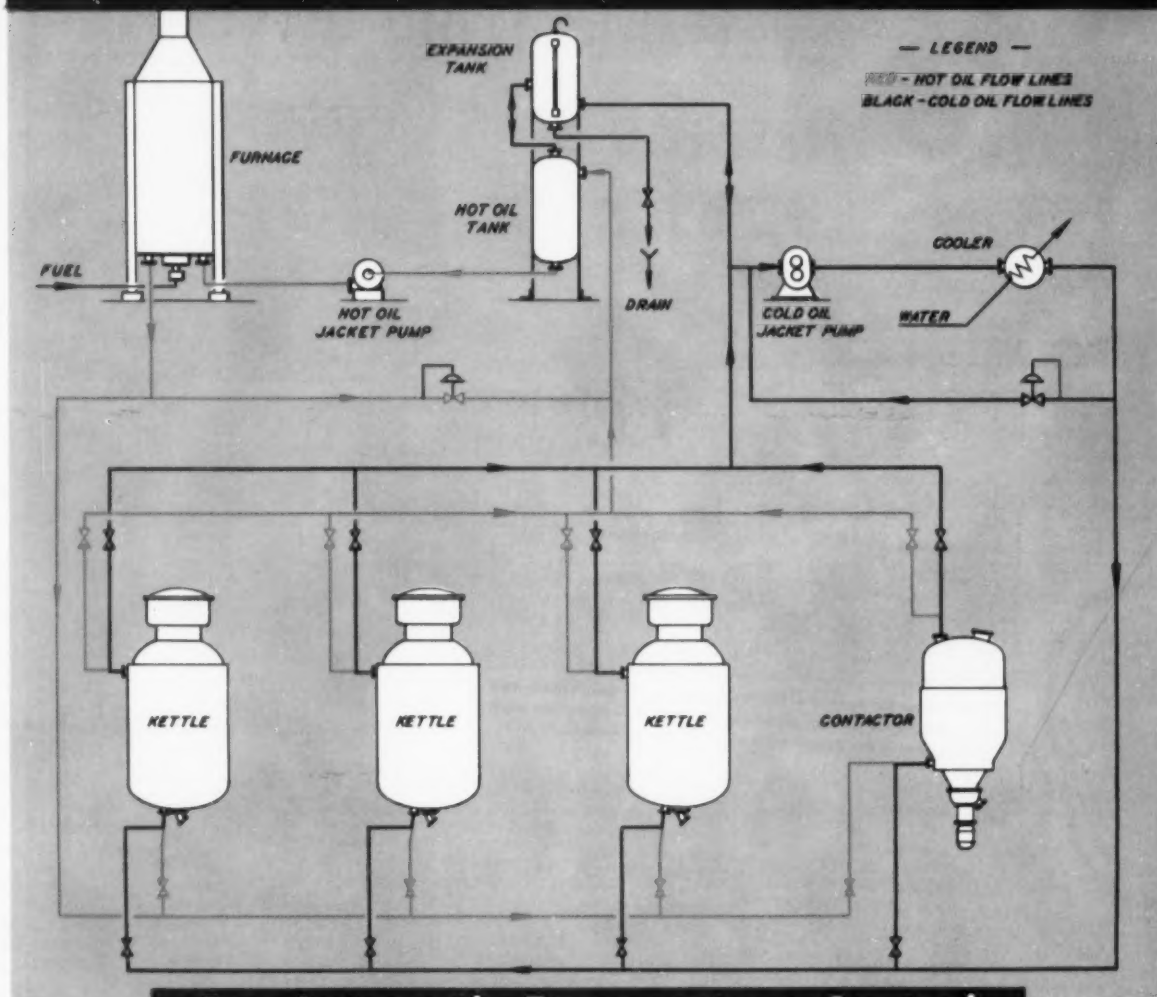 EXPANSION
TANK
— LEGEND —
RED - HOT OIL FLOW LINES
BLACK - COLD OIL FLOW LINES
FURNACE
HOT OIL
TANK
FUEL
HOT OIL
JACKET PUMP
DRAIN
COLD OIL
JACKET PUMP
COOLER
WATER
KETTLE
KETTLE
KETTLE
CONTACTOR